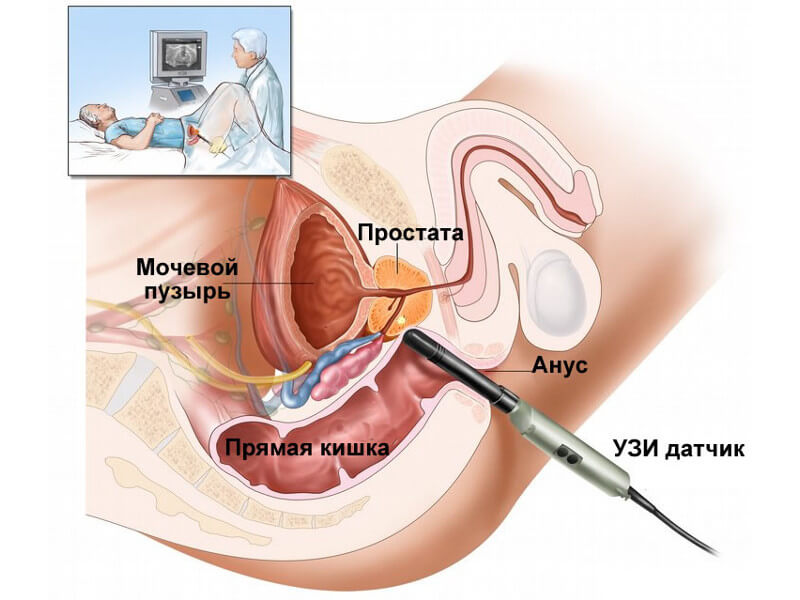 Простата
Мочевой
пузырь
Анус
Прямая кишка
УЗИ датчик